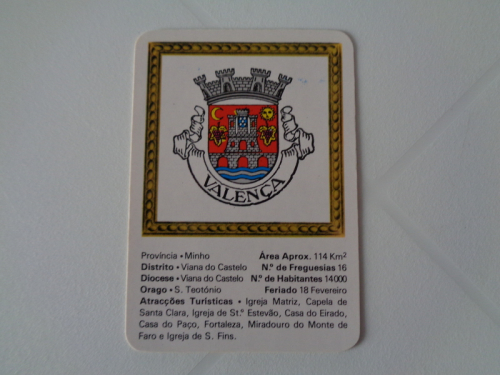 VALENÇA
Província • Minho Área Aprox. 114 Km²
Distrito • Viana do Castelo N.º de Freguesias 16
Diocese • Viana do Castelo N.º de Habitantes 14000
Orago • S. Teotónio Feriado 18 Fevereiro
Atracções Turísticas • Igreja Matriz, Capela de
Santa Clara, Igreja de St.º Estevão, Casa do Eirado,
Casa do Paço, Fortaleza, Miradouro do Monte de
Faro e Igreja de S. Fins.